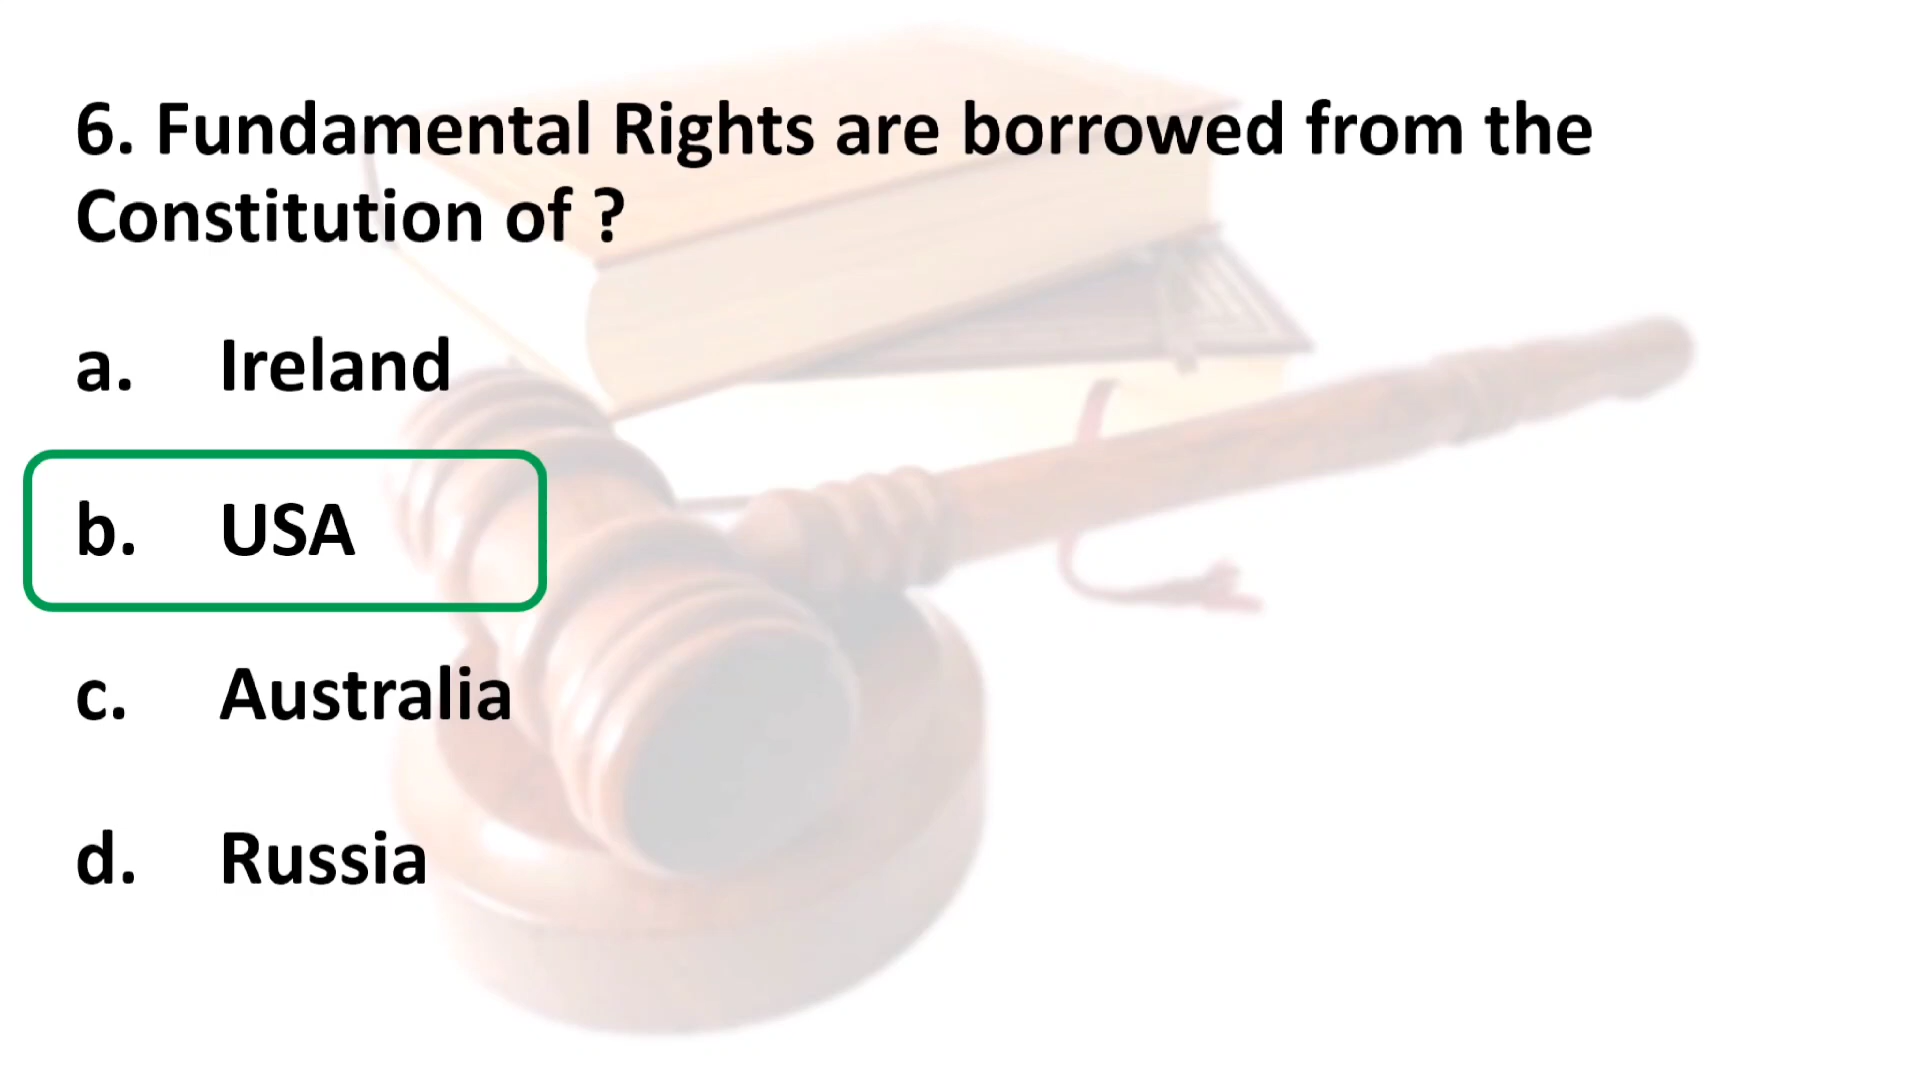 6. Fundamental Rights are borrowed from the
Constitution of ?
a. Ireland
b. USA
c. Australia
d. Russia